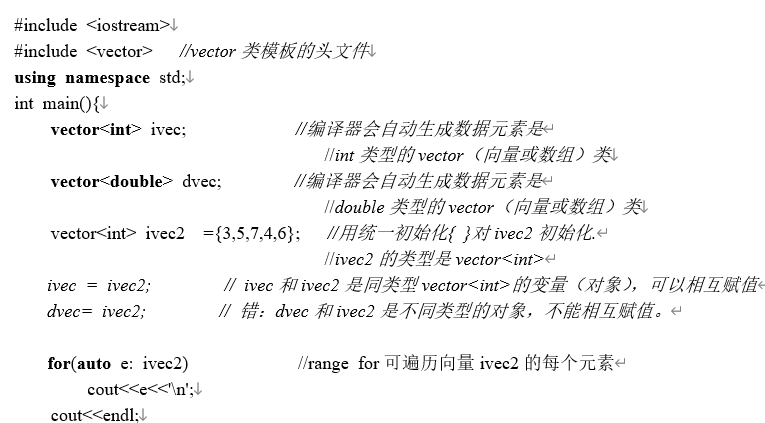 #include <iostream>↓
#include <vector> //vector 类模板的头文件↓
using namespace std;↓
int main(){↓
vector<int> ivec; //编译器会自动生成数据元素是↵
//int 类型的 vector（向量或数组）类↓
vector<double> dvec; //编译器会自动生成数据元素是↵
//double 类型的 vector（向量或数组）类↓
vector<int> ivec2 ={3,5,7,4,6}; //用统一初始化{ }对 ivec2 初始化.↵
//ivec2 的类型是 vector<int>↵
ivec = ivec2; // ivec 和 ivec2 是同类型 vector<int>的变量（对象），可以相互赋值
dvec= ivec2; // 错：dvec 和 ivec2 是不同类型的对象，不能相互赋值。↵
for(auto e: ivec2) //range for 可遍历向量 ivec2 的每个元素↵
cout<<e<<'\n';↓
cout<<endl;↓